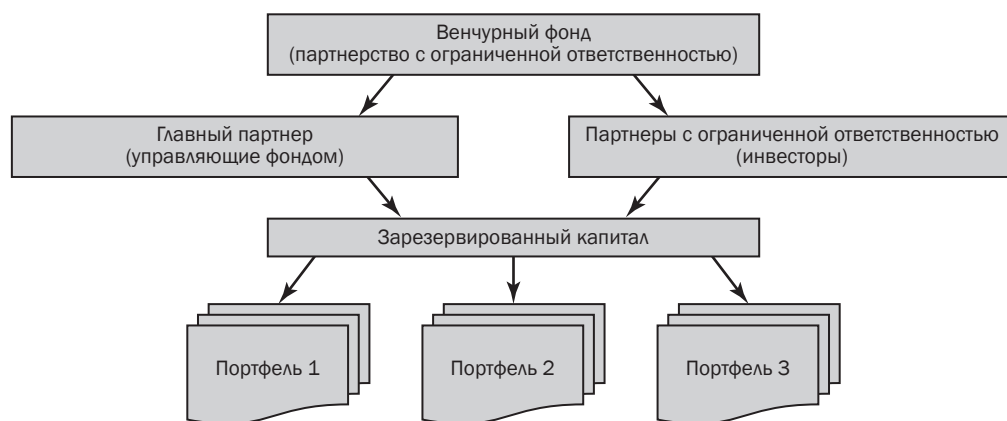 Венчурный фонд
(партнерство с ограниченной ответственностью)
Главный партнер
(управляющие фондом)
Партнеры с ограниченной ответственностью
(инвесторы)
Зарезервированный капитал
Портфель 1
Портфель 2
Портфель 3